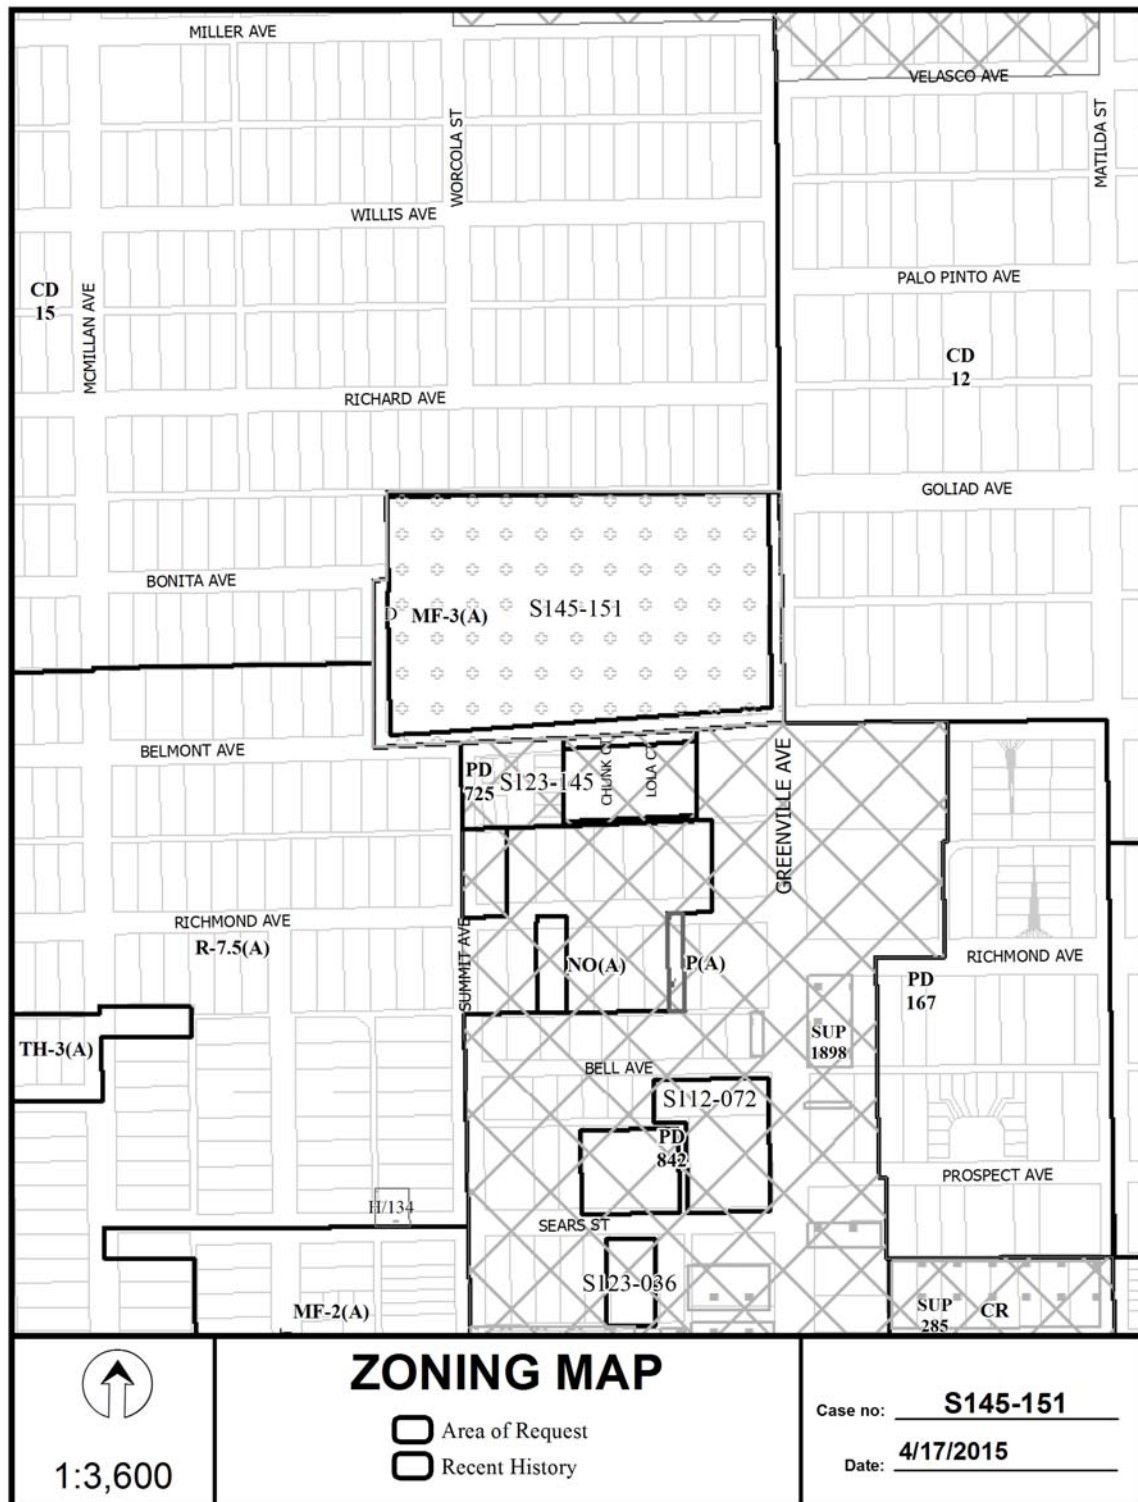 MILLER AVE
VELASCO AVE
WORCOLA ST
MATILDA ST
WILLIS AVE
PALO PINTO AVE
CD
15
MCMILLAN AVE
CD
12
RICHARD AVE
GOLIAD AVE
BONITA AVE
D
MF-3(A)
S145-151
BELMONT AVE
PD
725
S123-145
CHUNK C
LOLA C
GREENVILLE AVE
RICHMOND AVE
R-7.5(A)
SUMMIT AVE
NO(A)
P(A)
RICHMOND AVE
PD
167
TH-3(A)
SUP
1898
BELL AVE
S112-072
PD
842
PROSPECT AVE
H/134
SEARS ST
S123-036
MF-2(A)
SUP
285
CR
ZONING MAP
Area of Request
Recent History
1:3,600
Case no: S145-151
Date: 4/17/2015